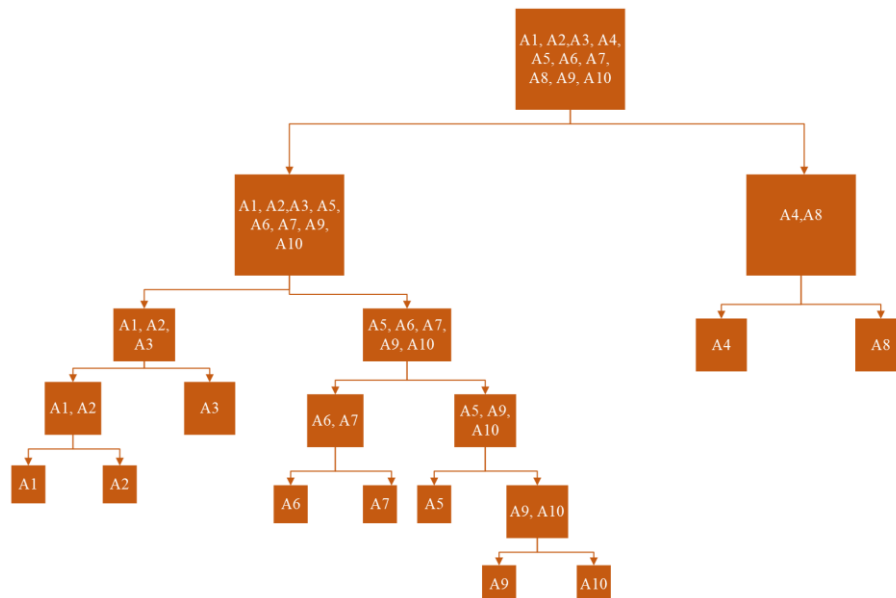 A1, A2,A3, A4,
A5, A6, A7,
A8, A9, A10
A1, A2,A3, A5,
A6, A7, A9,
A10
A4,A8
A1, A2,
A3
A5, A6, A7,
A9, A10
A4
A8
A1, A2
A3
A6, A7
A5, A9,
A10
A1
A2
A6
A7
A5
A9, A10
A9
A10